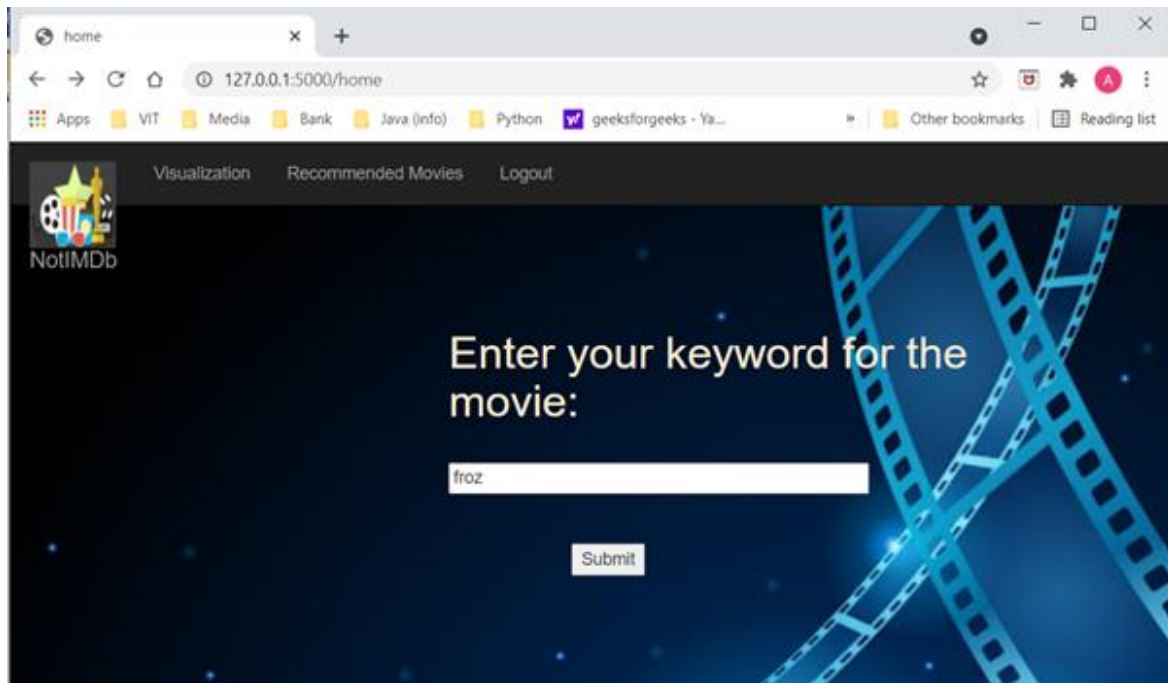 home
127.0.0.1:5000/home
A
Apps VIT Media Bank Java (info) Python geeksforgeeks - Ya... » Other bookmarks Reading list
Visualization Recommended Movies Logout
NotIMDb
Enter your keyword for the
movie:
froz
Submit